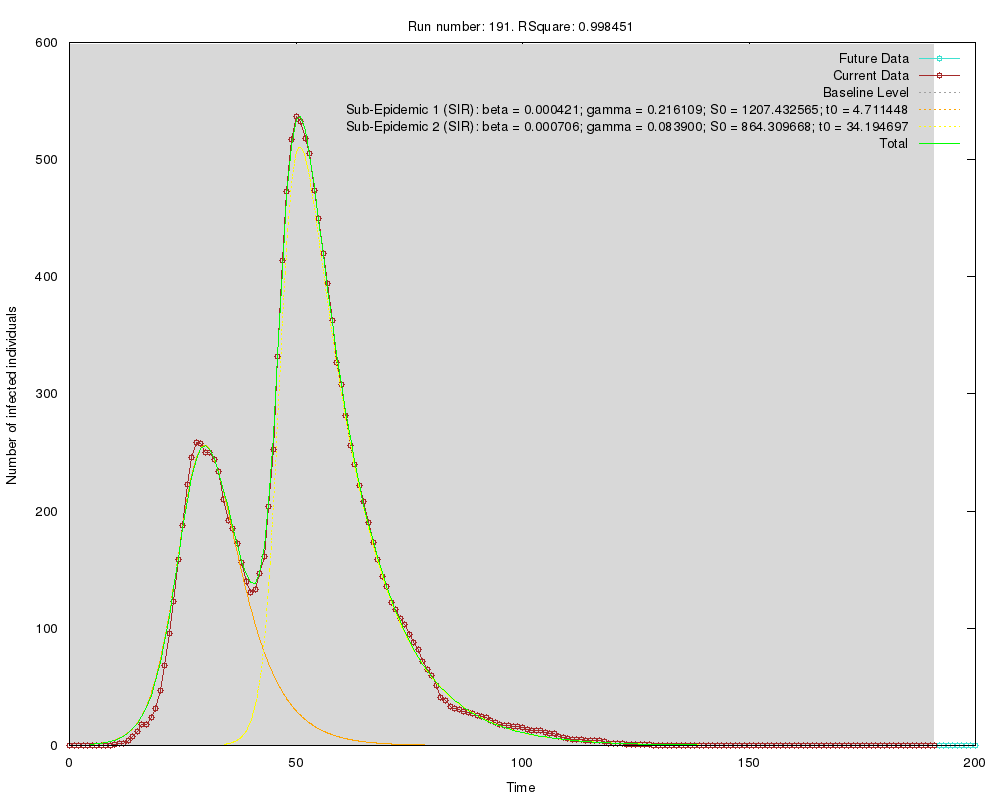 Run number: 191. RSquare: 0.998451
600
500
400
300
200
100
0
Number of infected individuals
Future Data
Current Data
Baseline Level
Sub-Epidemic 1 (SIR): beta = 0.000421; gamma = 0.216109; S0 = 1207.432565; t0 = 4.711448
Sub-Epidemic 2 (SIR): beta = 0.000706; gamma = 0.083900; S0 = 864.309668; t0 = 34.194697
Total
0 50 100 150 200
Time